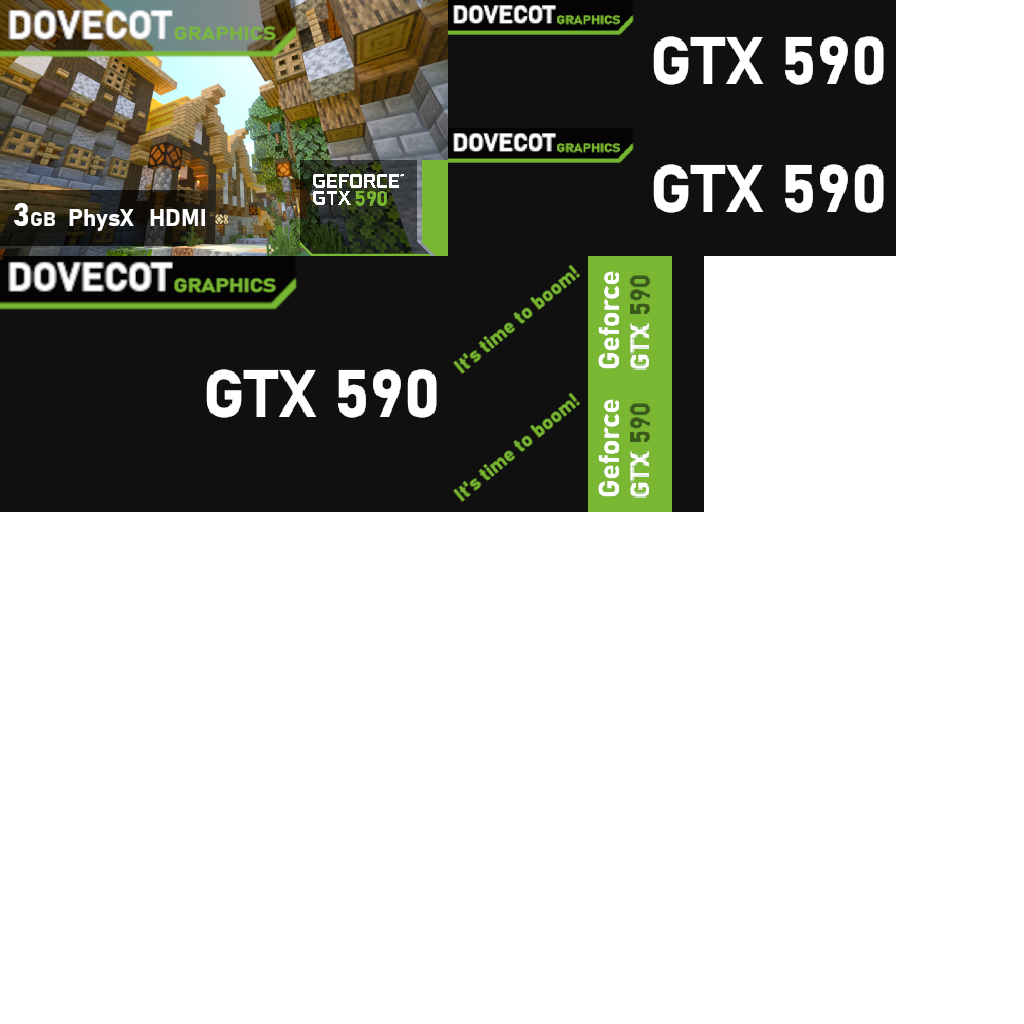 DOVECOT GRAPHICS
3GB PhysX HDMI
GEFORCE
GTX 590
DOVECOT GRAPHICS
GTX 590
DOVECOT GRAPHICS
GTX 590
DOVECOT GRAPHICS
GTX 590
It's time to boom!
It's time to boom!
Geforce
GTX 590
Geforce
GTX 590